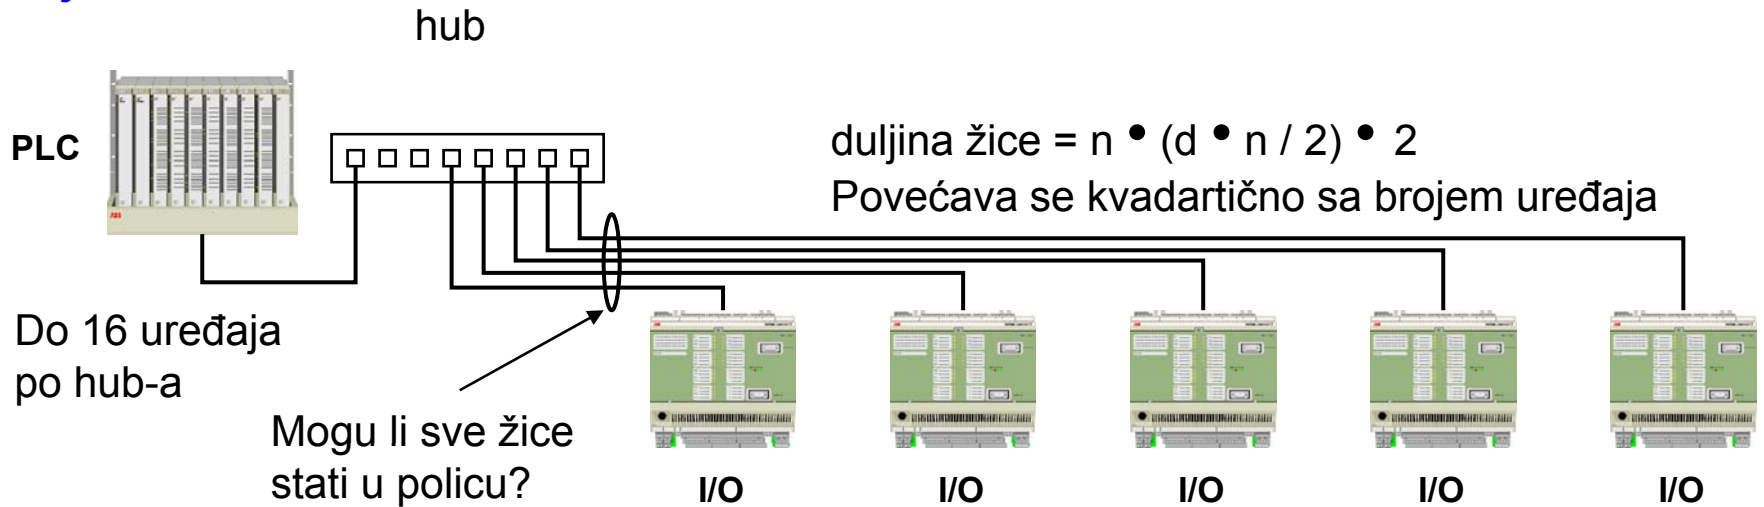 hub
PLC
duljina žice = n • (d • n / 2) • 2
Povećava se kvadartično sa brojem uređaja
Do 16 uređaja
po hub-a
Mogu li sve žice
stati u policu?
I/O
I/O
I/O
I/O
I/O